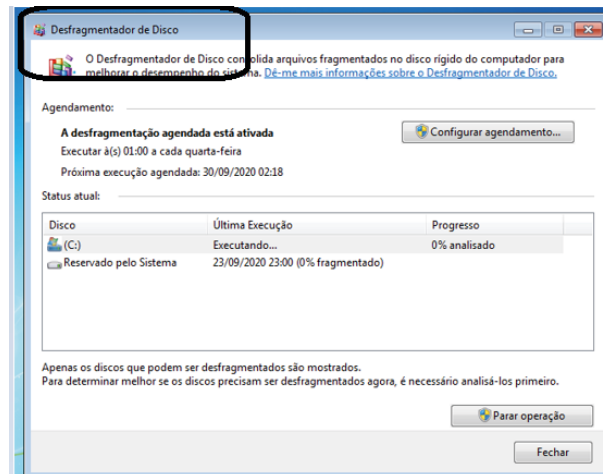 Desfragmentador de Disco
O Desfragmentador de Disco consolida arquivos fragmentados no disco rígido do computador para
melhorar o desempenho do sistema. Dê-me mais informações sobre o Desfragmentador de Disco.
Agendamento:
A desfragmentação agendada está ativada
Configurar agendamento...
Executar à(s) 01:00 a cada quarta-feira
Próxima execução agendada: 30/09/2020 02:18
Status atual:
Disco Última Execução Progresso
(C:) Executando... 0% analisado
Reservado pelo Sistema 23/09/2020 23:00 (0% fragmentado)
Apenas os discos que podem ser desfragmentados são mostrados.
Para determinar melhor se os discos precisam ser desfragmentados agora, é necessário analisá-los primeiro.
Parar operação
Fechar